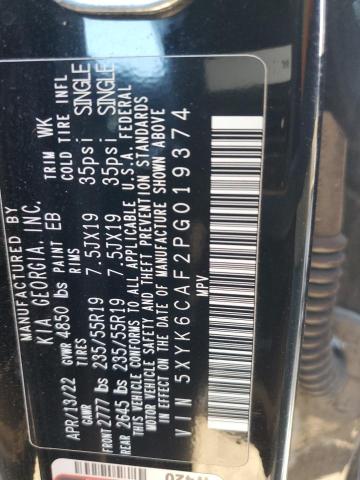 MANUFACTURED BY
KIA GEORGIA, INC.
APR/13/22 GVWR 4850 lbs PAINT EB TRIM WK
GAWR TIRES RIMS COLD TIRE INFL
FRONT 2777 lbs 235/55R19 7.5JX19 35psi SINGLE
REAR 2645 lbs 235/55R19 7.5JX19 35psi SINGLE
THIS VEHICLE CONFORMS TO ALL APPLICABLE U.S.A FEDERAL
MOTOR VEHICLE SAFETY AND THEFT PREVENTION STANDARDS
IN EFFECT ON THE DATE OF MANUFACTURE SHOWN ABOVE.
VIN 5XYK6CAF2PG019374
MPV